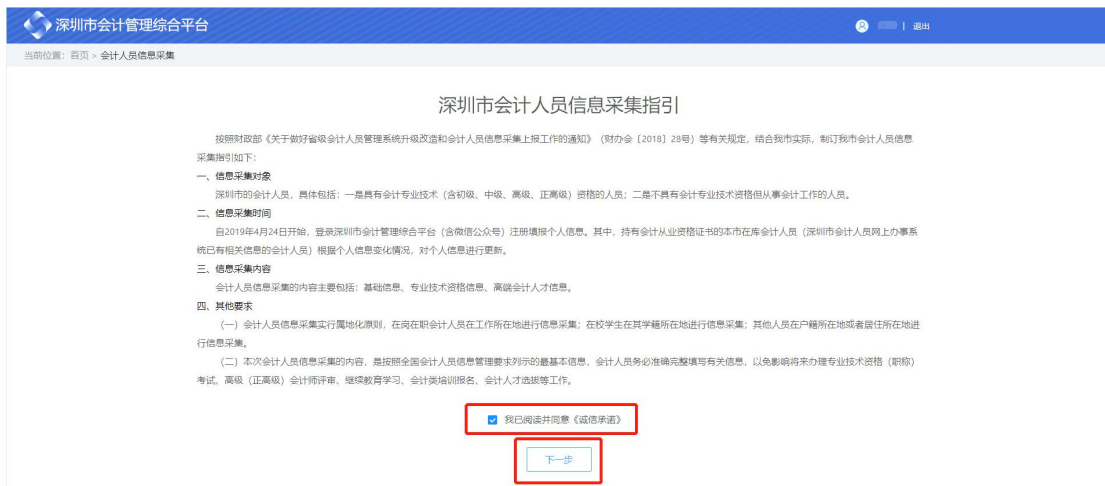 深圳市会计管理综合平台
| 退出
当前位置：首页 > 会计人员信息采集
深圳市会计人员信息采集指引
按照财政部《关于做好省级会计人员管理系统升级改造和会计人员信息采集上报工作的通知》（财办会〔2018〕28号）等有关规定，结合我市实际，制订我市会计人员信息
采集指引如下：
一、信息采集对象
深圳市的会计人员，具体包括：一是具有会计专业技术（含初级、中级、高级、正高级）资格的人员；二是不具有会计专业技术资格但从事会计工作的人员。
二、信息采集时间
自2019年4月24日开始，登录深圳市会计管理综合平台（含微信公众号）注册填报个人信息。其中，持有会计从业资格证书的本市在库会计人员（深圳市会计人员网上办事系
统已有相关信息的会计人员）根据个人信息变化情况，对个人信息进行更新。
三、信息采集内容
会计人员信息采集的内容主要包括：基础信息、专业技术资格信息、高端会计人才信息。
四、其他要求
（一）会计人员信息采集实行属地化原则，在岗在职会计人员在工作所在地进行信息采集；在校学生在其学籍所在地进行信息采集；其他人员在户籍所在地或者居住所在地进
行信息采集。
（二）本次会计人员信息采集的内容，是按照全国会计人员信息管理要求列示的最基本信息，会计人员务必准确完整填写有关信息，以免影响将来办理专业技术资格（职称）
考试、高级（正高级）会计师评审、继续教育学习、会计类培训报名、会计人才选拔等工作。
我已阅读并同意《诚信承诺》
下一步